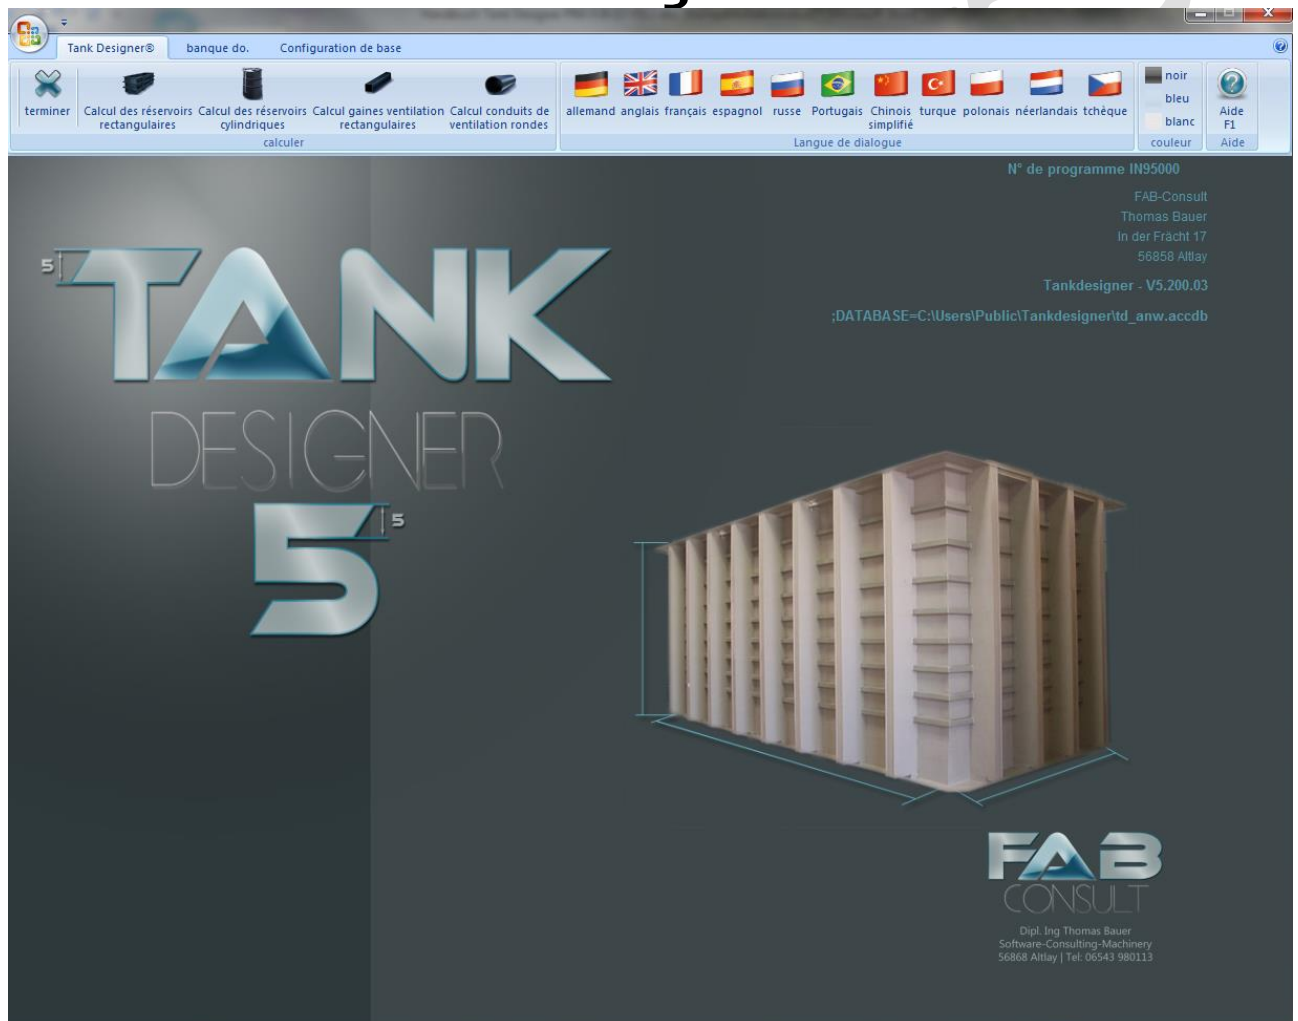 Tank Designer® banque do. Configuration de base
terminer Calcul des réservoirs rectangulaires Calcul des réservoirs cylindriques Calcul gaines ventilation rectangulaires Calcul conduits de ventilation rondes
calculer
allemand anglais français espagnol russe Portugais Chinois simplifié turque polonais néerlandais tchèque
Langue de dialogue
noir
bleu
blanc
couleur
Aide
F1
Aide
N° de programme IN95000
FAB-Consult
Thomas Bauer
In der Frächt 17
56858 Altlay
Tankdesigner - V5.200.03
;DATABASE=C:\Users\Public\Tankdesigner\td_anw.accdb
5
TANK
DESIGNER
5
5
FAB
CONSULT
Dipl. Ing Thomas Bauer
Software-Consulting-Machinery
56868 Altlay | Tel: 06543 980113